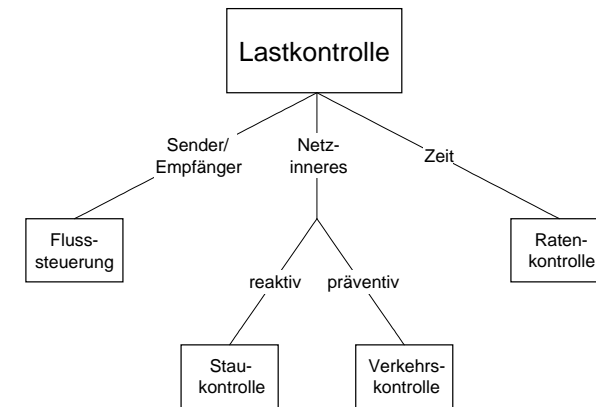 Lastkontrolle
Sender/
Empfänger
Netz-
inneres
Zeit
Fluss-
steuerung
Raten-
kontrolle
reaktiv
präventiv
Stau-
kontrolle
Verkehrs-
kontrolle